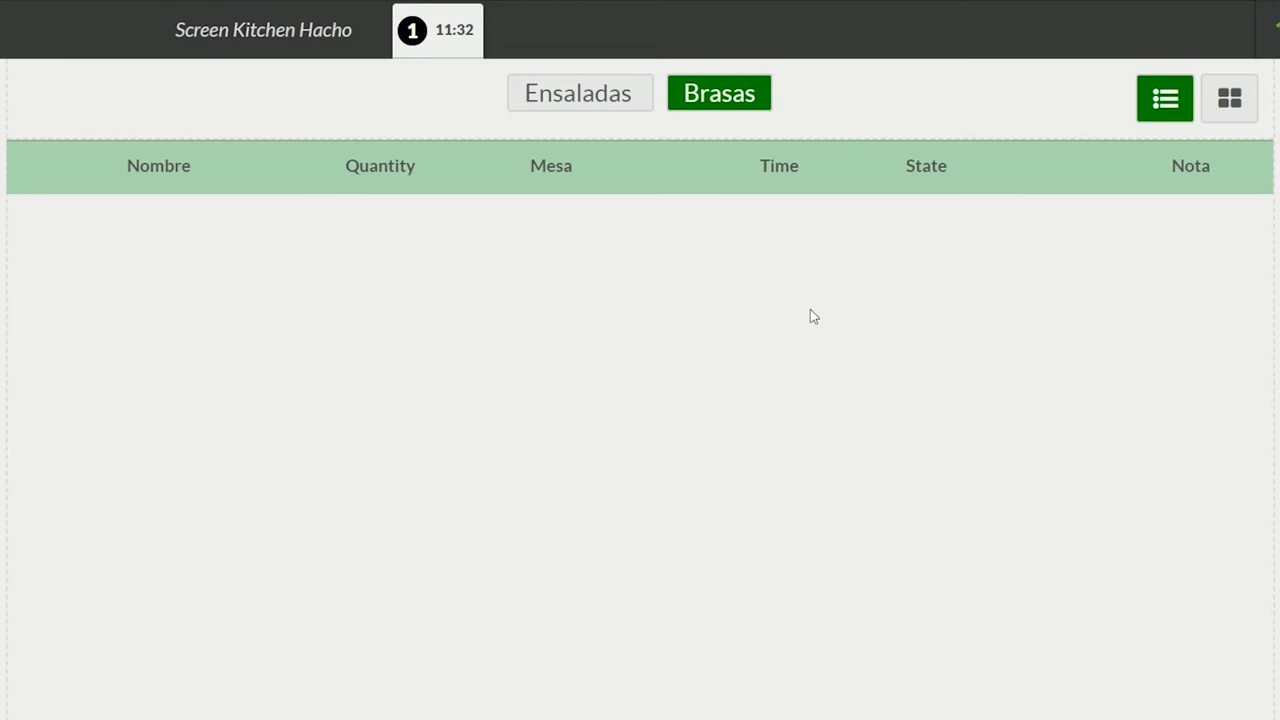 Screen Kitchen Hacho
1 11:32
Ensaladas Brasas
Nombre Quantity Mesa Time State Nota